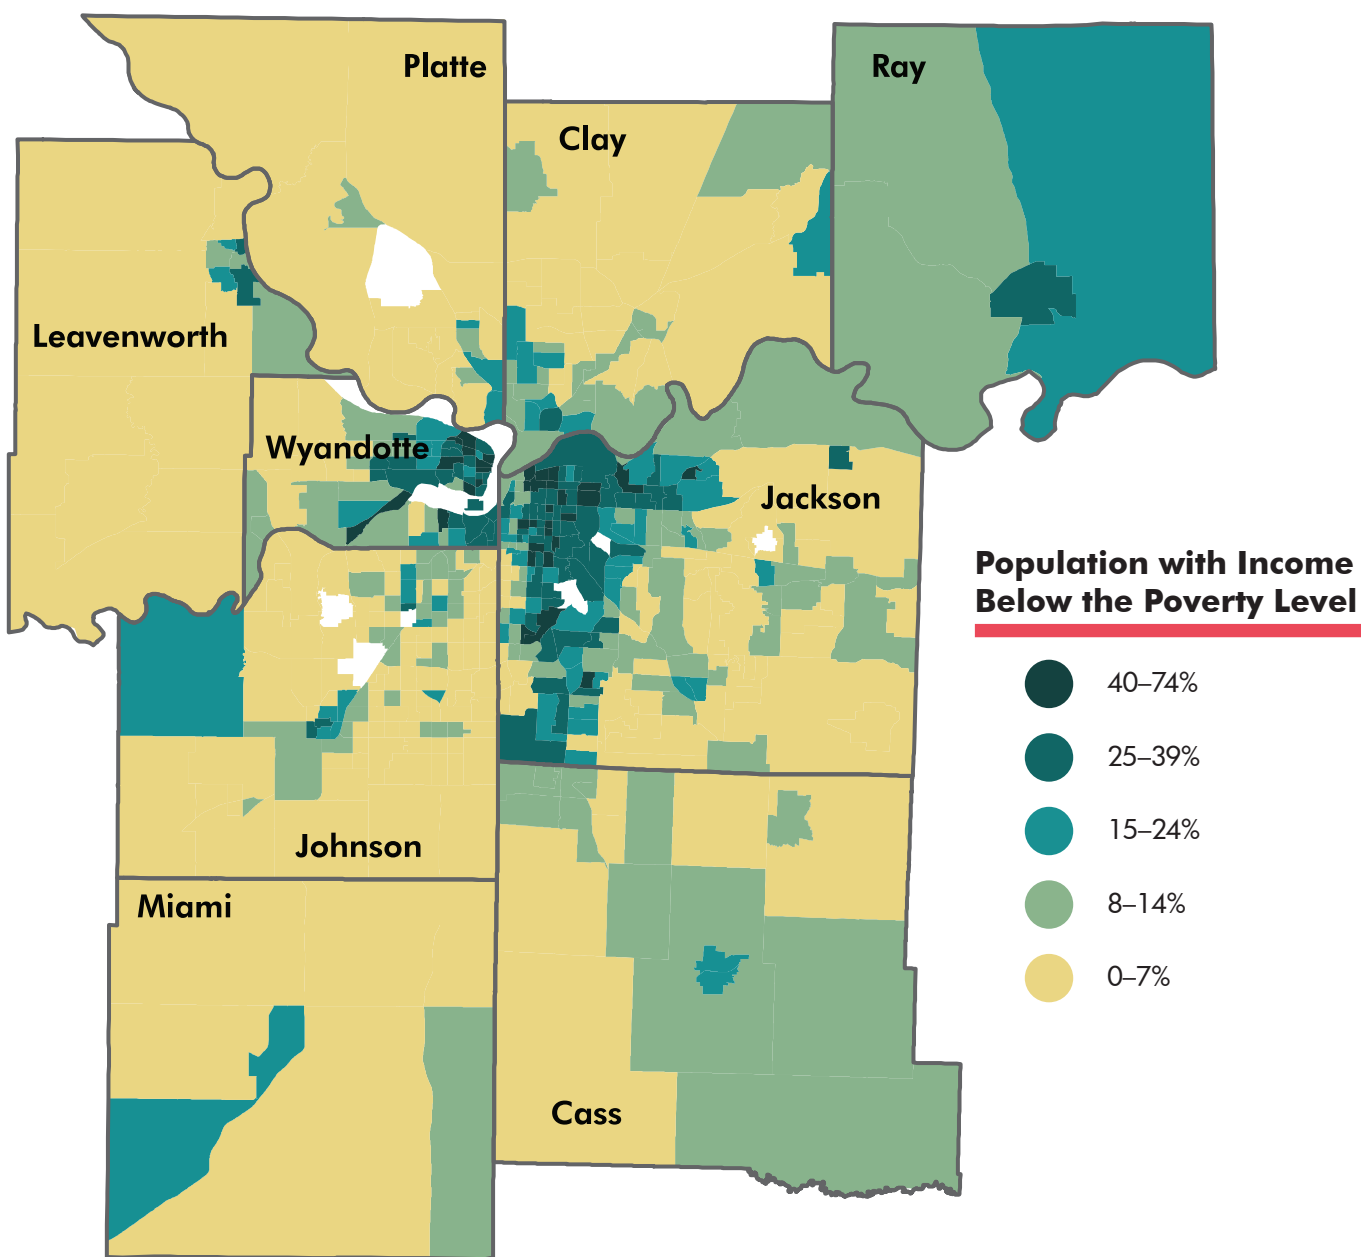 Platte
Ray
Clay
Leavenworth
Wyandotte
Jackson
Johnson
Miami
Cass
Population with Income
Below the Poverty Level
40–74%
25–39%
15–24%
8–14%
0–7%